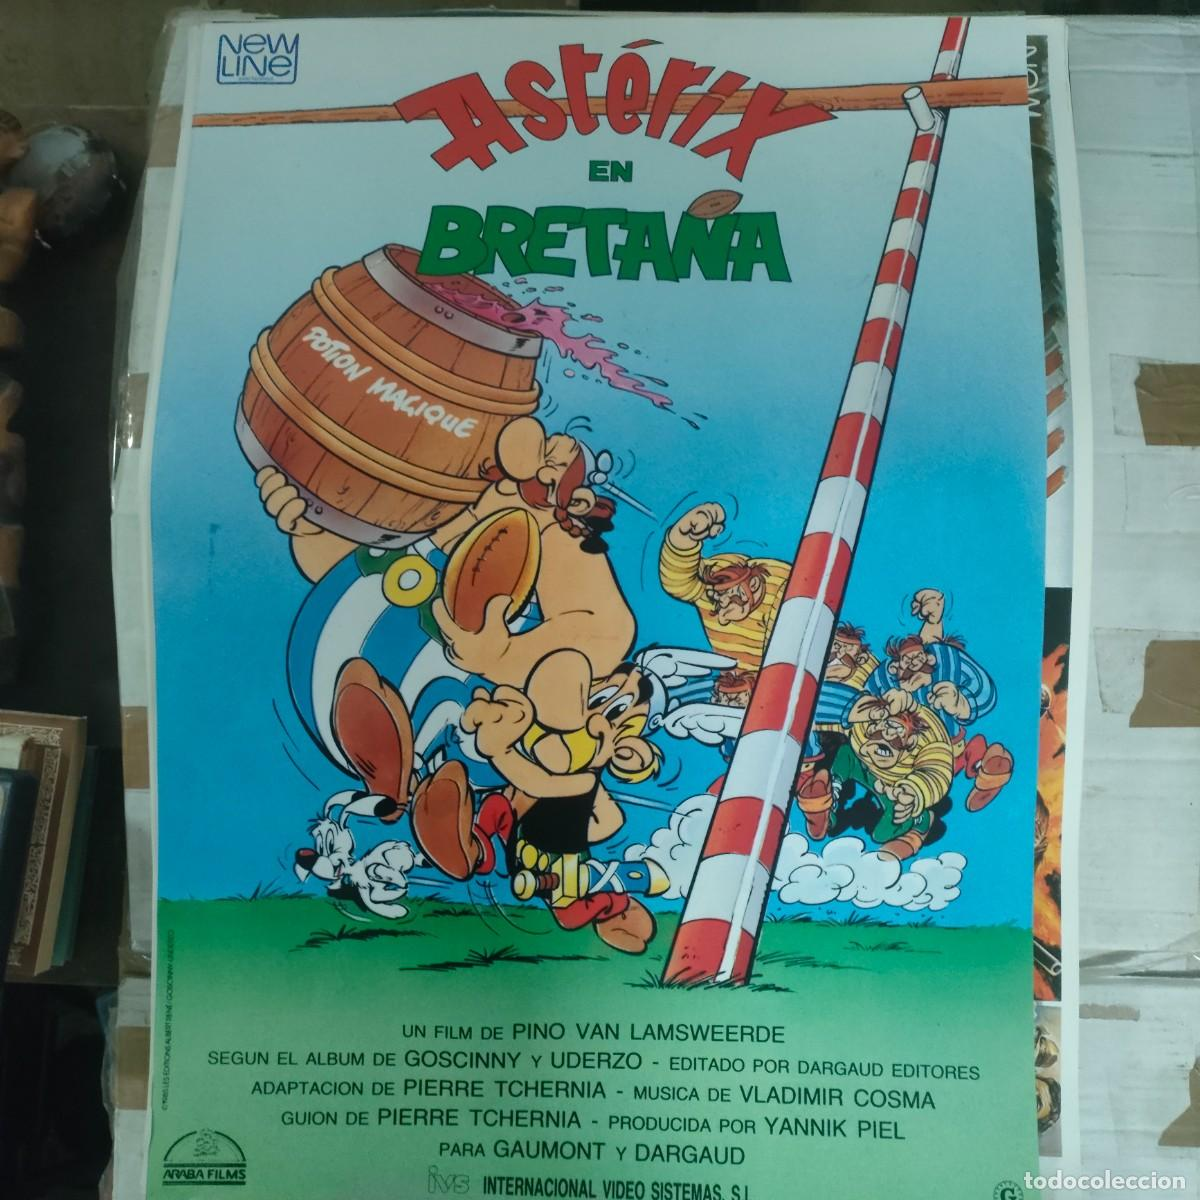 NEW
LINE
Astérix
EN
BRETAÑA
POTION MAGIQUE
UN FILM DE PINO VAN LAMSWEERDE
SEGUN EL ALBUM DE GOSCINNY Y UDERZO - EDITADO POR DARGAUD EDITORES
ADAPTACION DE PIERRE TCHERNIA - MUSICA DE VLADIMIR COSMA
GUION DE PIERRE TCHERNIA - PRODUCIDA POR YANNIK PIEL
PARA GAUMONT Y DARGAUD
ARABA FILMS
ivs INTERNACIONAL VIDEO SISTEMAS, S.L.
todocoleccion